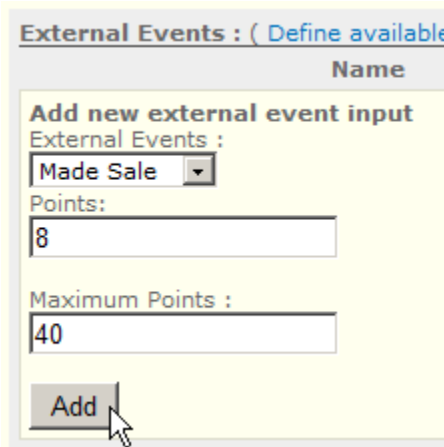 External Events : ( Define available
Name
Add new external event input
External Events :
Made Sale
Points:
8
Maximum Points :
40
Add